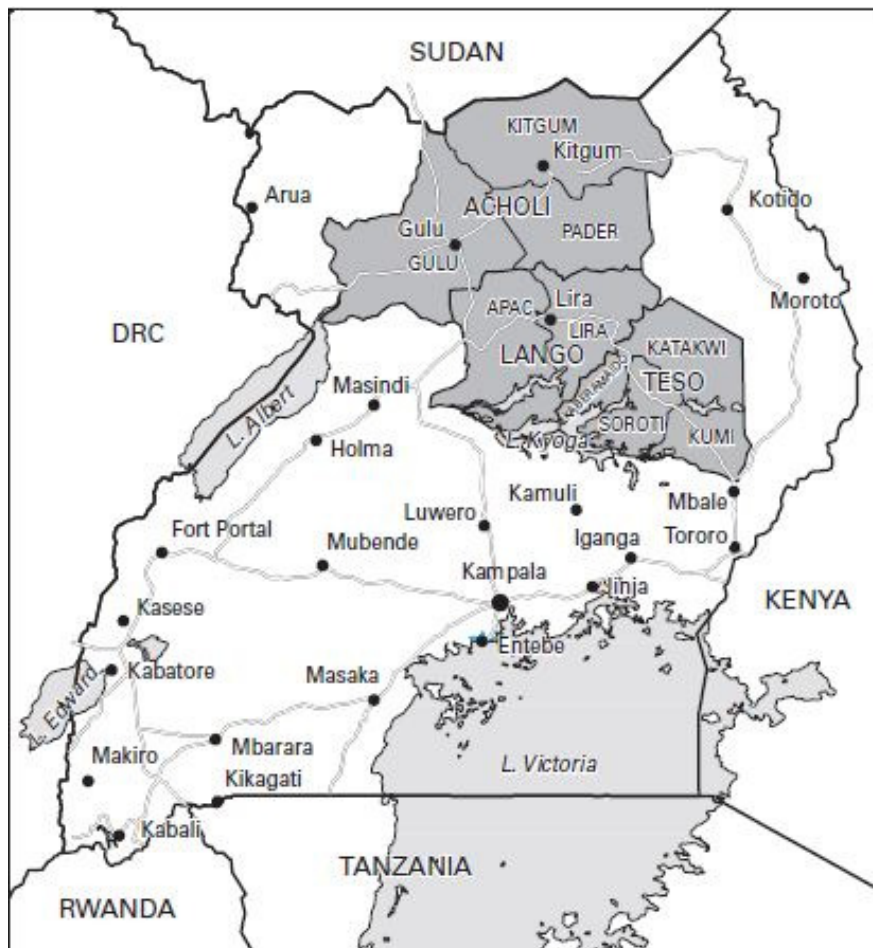 SUDAN
KITGUM
Kitgum
Arua
ACHOLI
Kotido
Gulu
PADER
GULU
Moroto
APAC
Lira
LIRA
DRC
LANGO
KATAKWI
KABERAMAIDO
TESO
Masindi
L. Albert
SOROTI
KUMI
L. Kyoga
Holma
Kamuli
Mbale
Luwero
Fort Portal
Mubende
Iganga
Tororo
Kampala
Jinja
Kasese
KENYA
Entebe
Kabatore
Masaka
L. Edward
Mbarara
L. Victoria
Makiro
Kikagati
Kabali
TANZANIA
RWANDA